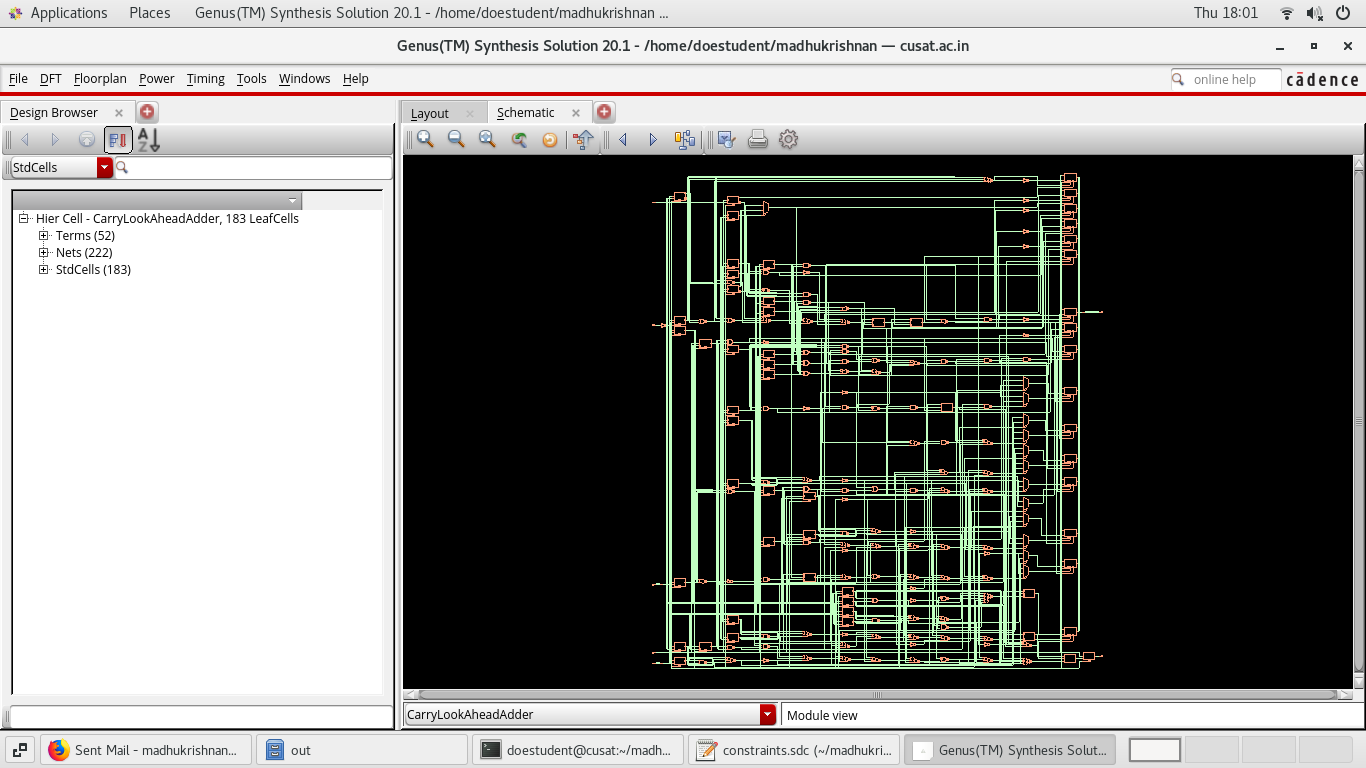 Applications Places Genus(TM) Synthesis Solution 20.1 - /home/doestudent/madhukrishnan ... Thu 18:01
Genus(TM) Synthesis Solution 20.1 - /home/doestudent/madhukrishnan — cusat.ac.in
File DFT Floorplan Power Timing Tools Windows Help online help cādence
Design Browser Layout Schematic
A
Z
StdCells
Hier Cell - CarryLookAheadAdder, 183 LeafCells
Terms (52)
Nets (222)
StdCells (183)
CarryLookAheadAdder Module view
Sent Mail - madhukrishnan... out doestudent@cusat:~/madh... constraints.sdc (~/madhukri... Genus(TM) Synthesis Solut...